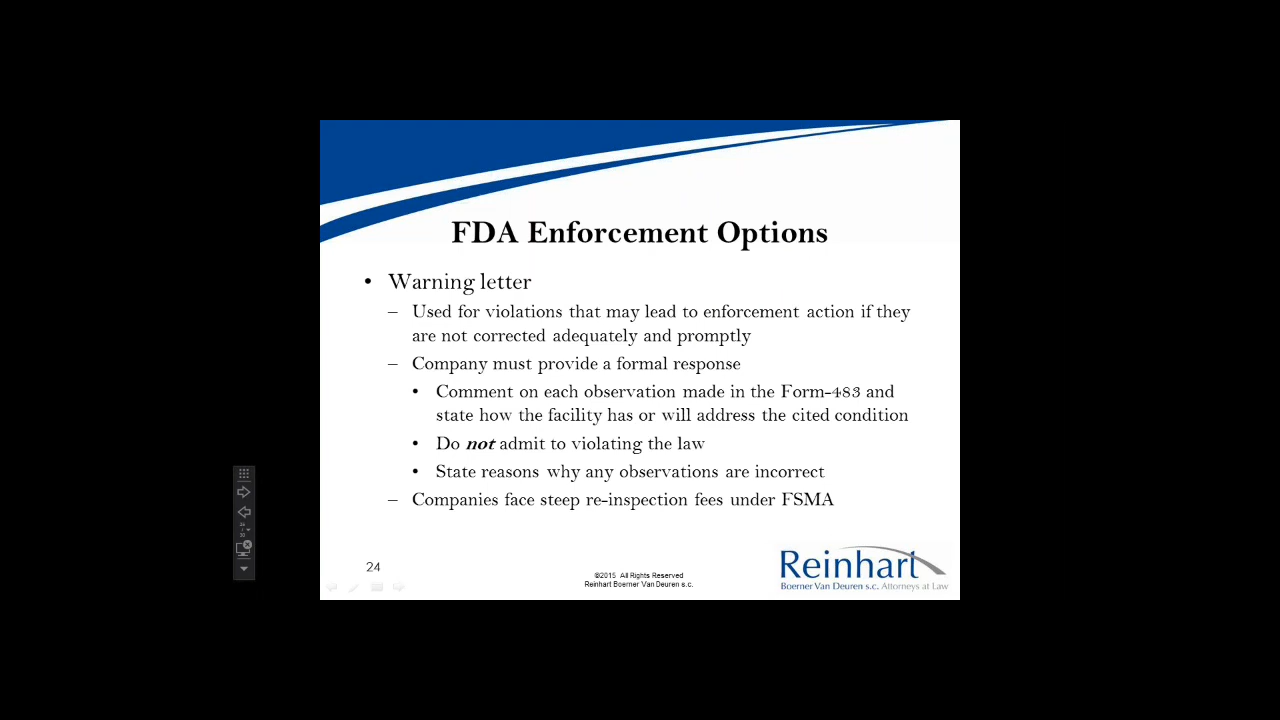 FDA Enforcement Options
• Warning letter
– Used for violations that may lead to enforcement action if they
are not corrected adequately and promptly
– Company must provide a formal response
• Comment on each observation made in the Form-483 and
state how the facility has or will address the cited condition
• Do not admit to violating the law
• State reasons why any observations are incorrect
– Companies face steep re-inspection fees under FSMA
24
©2015 All Rights Reserved
Reinhart Boerner Van Deuren s.c.
Reinhart
Boerner Van Deuren s.c. Attorneys at Law